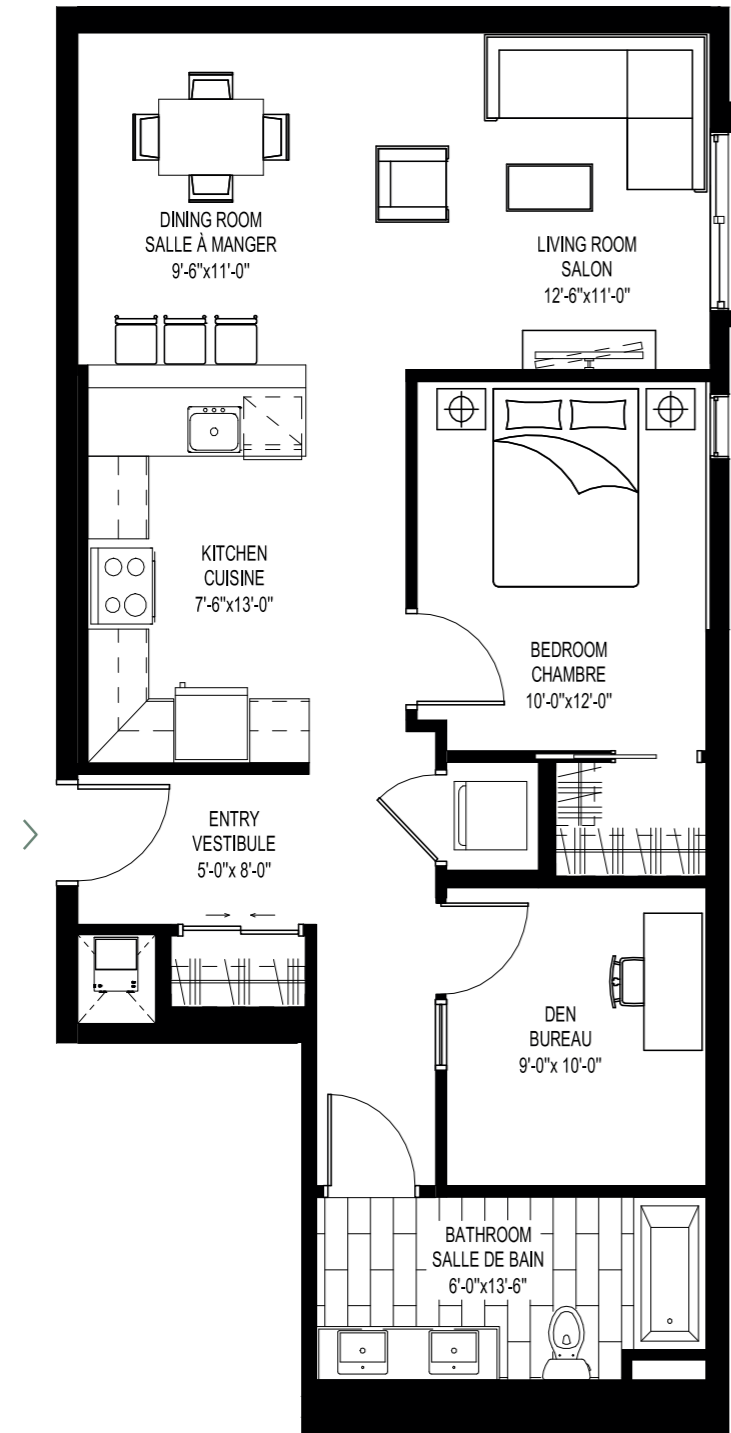 DINING ROOM
SALLE À MANGER
9'-6"x11'-0"
LIVING ROOM
SALON
12'-6"x11'-0"
KITCHEN
CUISINE
7'-6"x13'-0"
BEDROOM
CHAMBRE
10'-0"x12'-0"
ENTRY
VESTIBULE
5'-0"x 8'-0"
DEN
BUREAU
9'-0"x 10'-0"
BATHROOM
SALLE DE BAIN
6'-0"x13'-6"